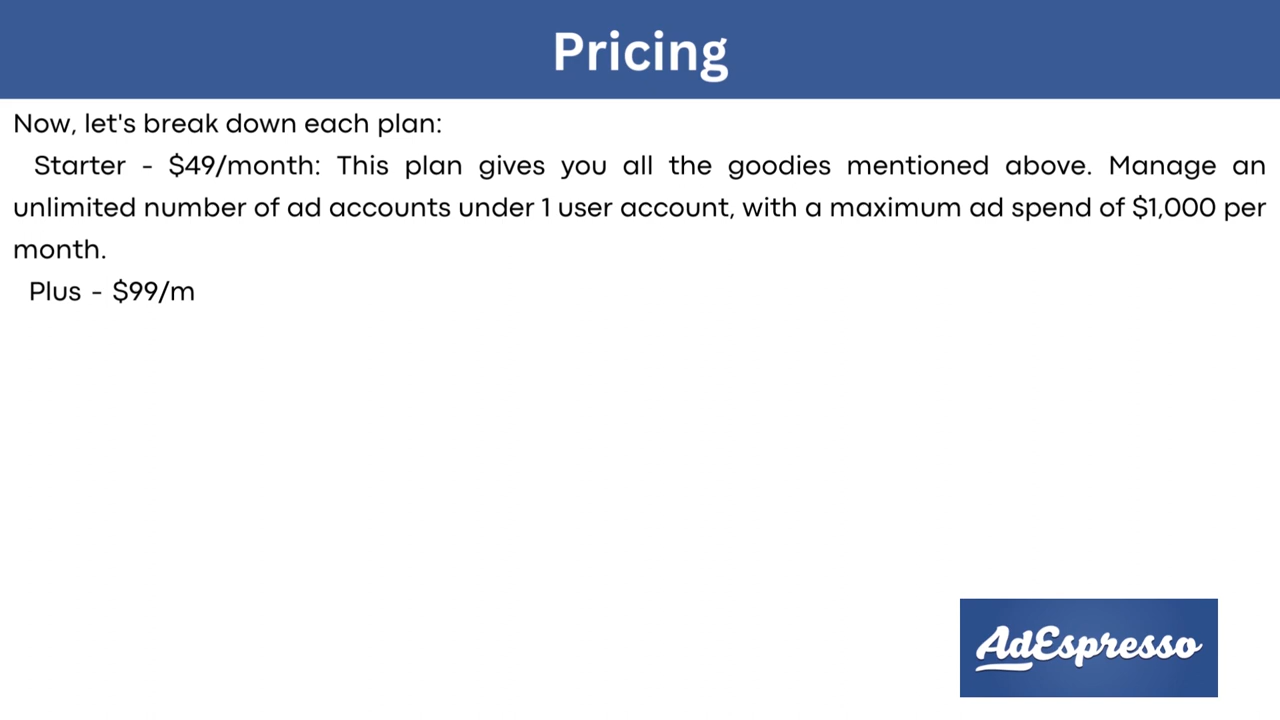 Pricing
Now, let's break down each plan:
Starter - $49/month: This plan gives you all the goodies mentioned above. Manage an
unlimited number of ad accounts under 1 user account, with a maximum ad spend of $1,000 per
month.
Plus - $99/m
AdEspresso